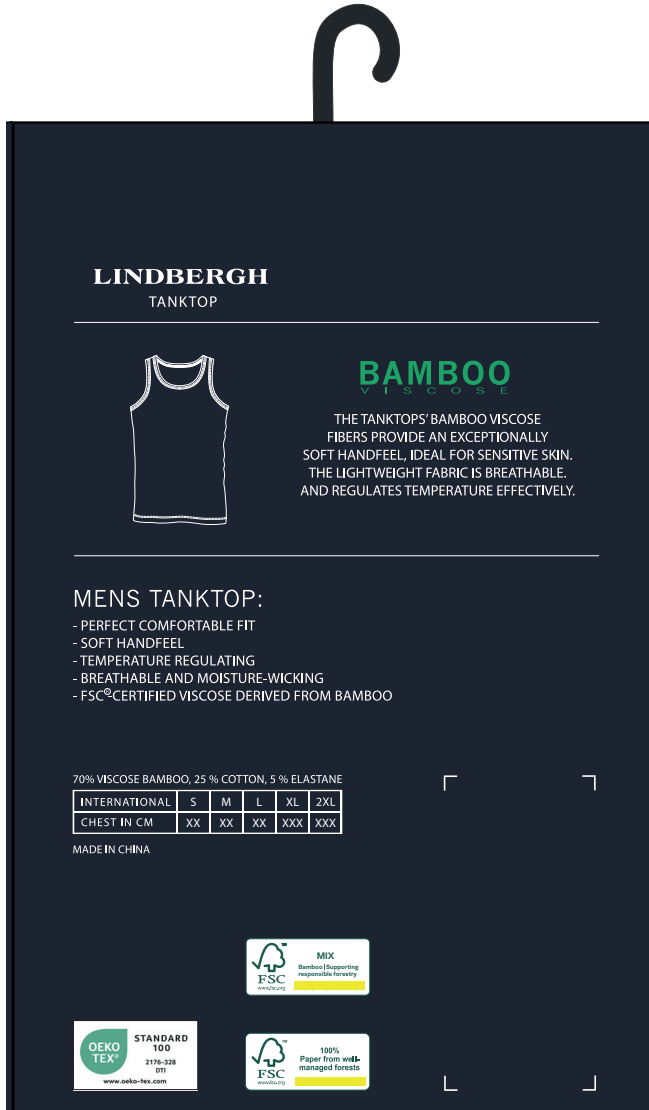 LINDBERGH
TANKTOP
BAMBOO
VISCOSE
THE TANKTOPS' BAMBOO VISCOSE
FIBERS PROVIDE AN EXCEPTIONALLY
SOFT HANDFEEL, IDEAL FOR SENSITIVE SKIN.
THE LIGHTWEIGHT FABRIC IS BREATHABLE.
AND REGULATES TEMPERATURE EFFECTIVELY.
MENS TANKTOP:
- PERFECT COMFORTABLE FIT
- SOFT HANDFEEL
- TEMPERATURE REGULATING
- BREATHABLE AND MOISTURE-WICKING
- FSC® CERTIFIED VISCOSE DERIVED FROM BAMBOO
70% VISCOSE BAMBOO, 25 % COTTON, 5 % ELASTANE
INTERNATIONAL S M L XL 2XL
CHEST IN CM XX XX XX XXX XXX
MADE IN CHINA
FSC™
www.fsc.org
MIX
Bamboo | Supporting
responsible forestry
OEKO
TEX®
STANDARD
100
2176-328
DTI
www.oeko-tex.com
FSC™
www.fsc.org
100%
Paper from well-
managed forests